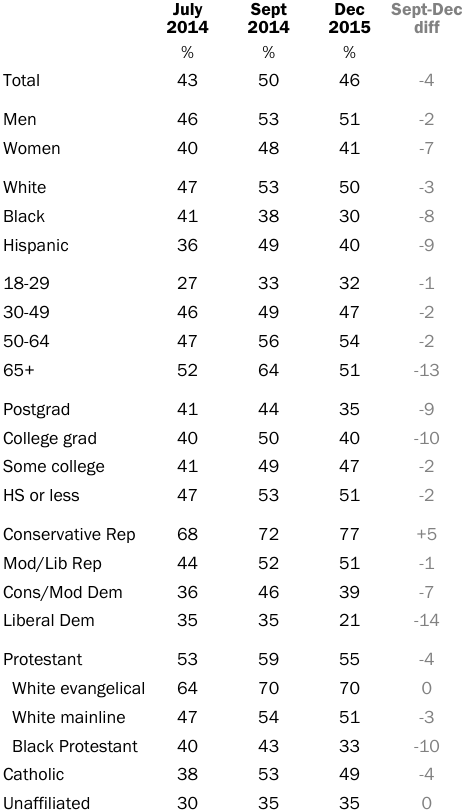 July Sept Dec Sept-Dec
2014 2014 2015 diff
% % %
Total 43 50 46 -4
Men 46 53 51 -2
Women 40 48 41 -7
White 47 53 50 -3
Black 41 38 30 -8
Hispanic 36 49 40 -9
18-29 27 33 32 -1
30-49 46 49 47 -2
50-64 47 56 54 -2
65+ 52 64 51 -13
Postgrad 41 44 35 -9
College grad 40 50 40 -10
Some college 41 49 47 -2
HS or less 47 53 51 -2
Conservative Rep 68 72 77 +5
Mod/Lib Rep 44 52 51 -1
Cons/Mod Dem 36 46 39 -7
Liberal Dem 35 35 21 -14
Protestant 53 59 55 -4
White evangelical 64 70 70 0
White mainline 47 54 51 -3
Black Protestant 40 43 33 -10
Catholic 38 53 49 -4
Unaffiliated 30 35 35 0